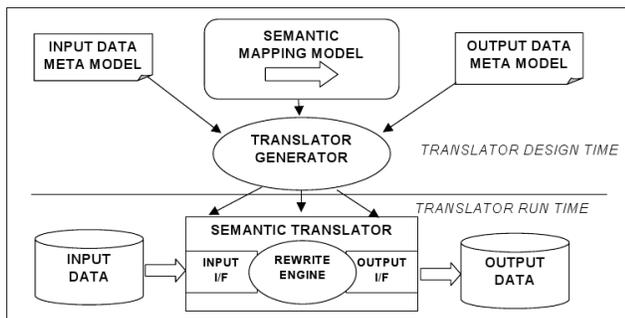 INPUT DATA
META MODEL
SEMANTIC
MAPPING MODEL
OUTPUT DATA
META MODEL
TRANSLATOR
GENERATOR
TRANSLATOR DESIGN TIME
TRANSLATOR RUN TIME
SEMANTIC TRANSLATOR
INPUT
DATA
INPUT
I/F
REWRITE
ENGINE
OUTPUT
I/F
OUTPUT
DATA